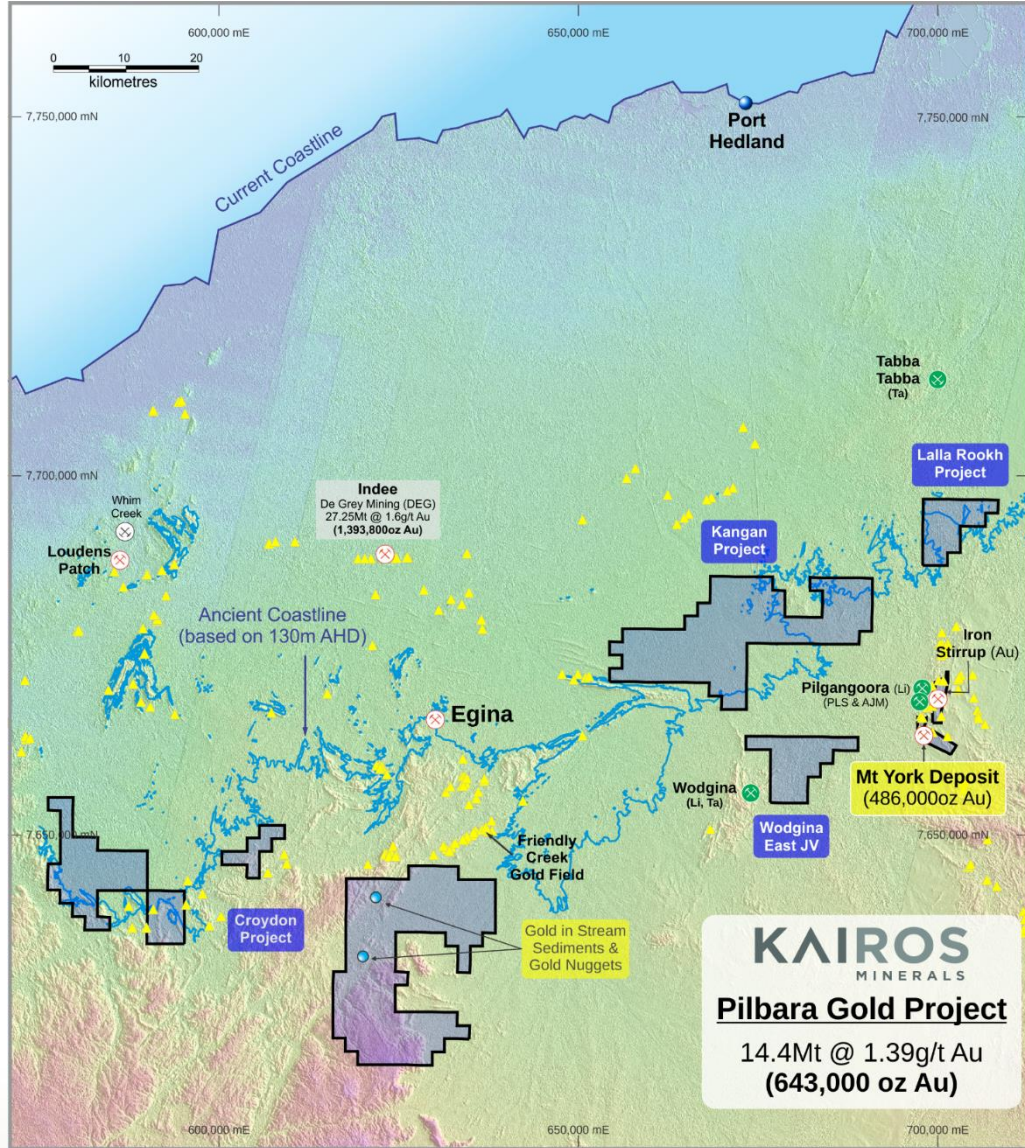 600,000 mE
650,000 mE
700,000 mE
0 10 20
kilometres
7,750,000 mN
7,750,000 mN
Port
Hedland
Current Coastline
Tabba
Tabba
(Ta)
7,700,000 mN
7,700,000 mN
Lalla Rookh
Project
Indee
De Grey Mining (DEG)
27.25Mt @ 1.6g/t Au
(1,393,800oz Au)
Whim
Creek
Loudens
Patch
Kangan
Project
Ancient Coastline
(based on 130m AHD)
Iron
Stirrup (Au)
Pilgangoora (Li)
(PLS & AJM)
Egina
Mt York Deposit
(486,000oz Au)
Wodgina
(Li, Ta)
Wodgina
East JV
7,650,000 mN
7,650,000 mN
Friendly
Creek
Gold Field
Croydon
Project
Gold in Stream
Sediments &
Gold Nuggets
KAIROS
MINERALS
Pilbara Gold Project
14.4Mt @ 1.39g/t Au
(643,000 oz Au)
600,000 mE
650,000 mE
700,000 mE